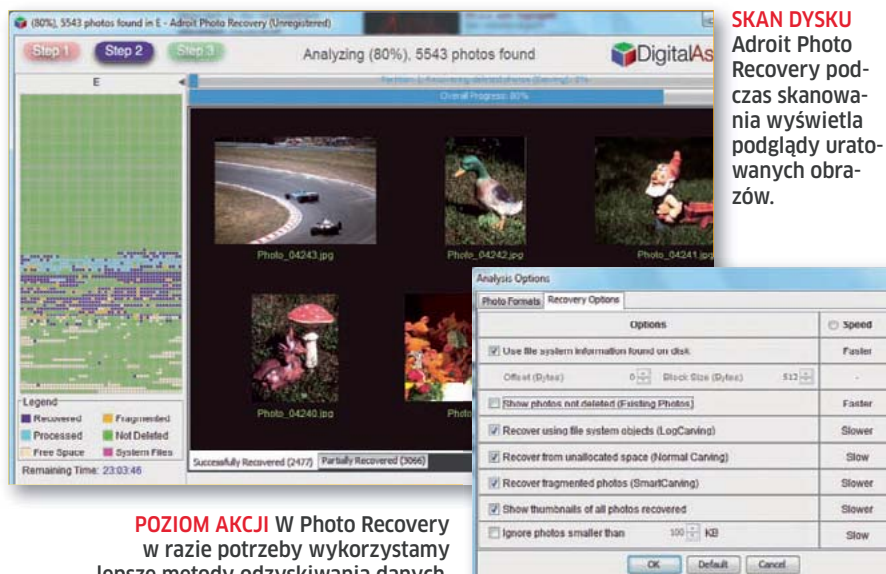 (80%), 5543 photos found in E - Adroit Photo Recovery (Unregistered)
Step 1
Step 2
Step 3
Analyzing (80%), 5543 photos found
DigitalAs
E
Overall Progress: 80%
Photo_04243.jpg
Photo_04242.jpg
Photo_04241.jpg
Photo_04240.jpg
Photo
Legend
Recovered
Fragmented
Processed
Not Deleted
Free Space
System Files
Remaining Time: 23:03:46
Successfully Recovered (2477)
Partially Recovered (3066)
SKAN DYSKU
Adroit Photo
Recovery pod-
czas skanowa-
nia wyświetla
podglądy urato-
wanych obra-
zów.
Analysis Options
Photo Formats
Recovery Options
Options
Speed
Use file system information found on disk
Faster
Offset (Bytes)
0
Block Size (Bytes)
512
-
Show photos not deleted (Existing Photos)
Faster
Recover using file system objects (LogCarving)
Slower
Recover from unallocated space (Normal Carving)
Slow
Recover fragmented photos (SmartCarving)
Slower
Show thumbnails of all photos recovered
Slower
Ignore photos smaller than
100
KB
Slow
OK
Default
Cancel
POZIOM AKCJI W Photo Recovery
w razie potrzeby wykorzystamy
lepsze metody odzyskiwania danych.